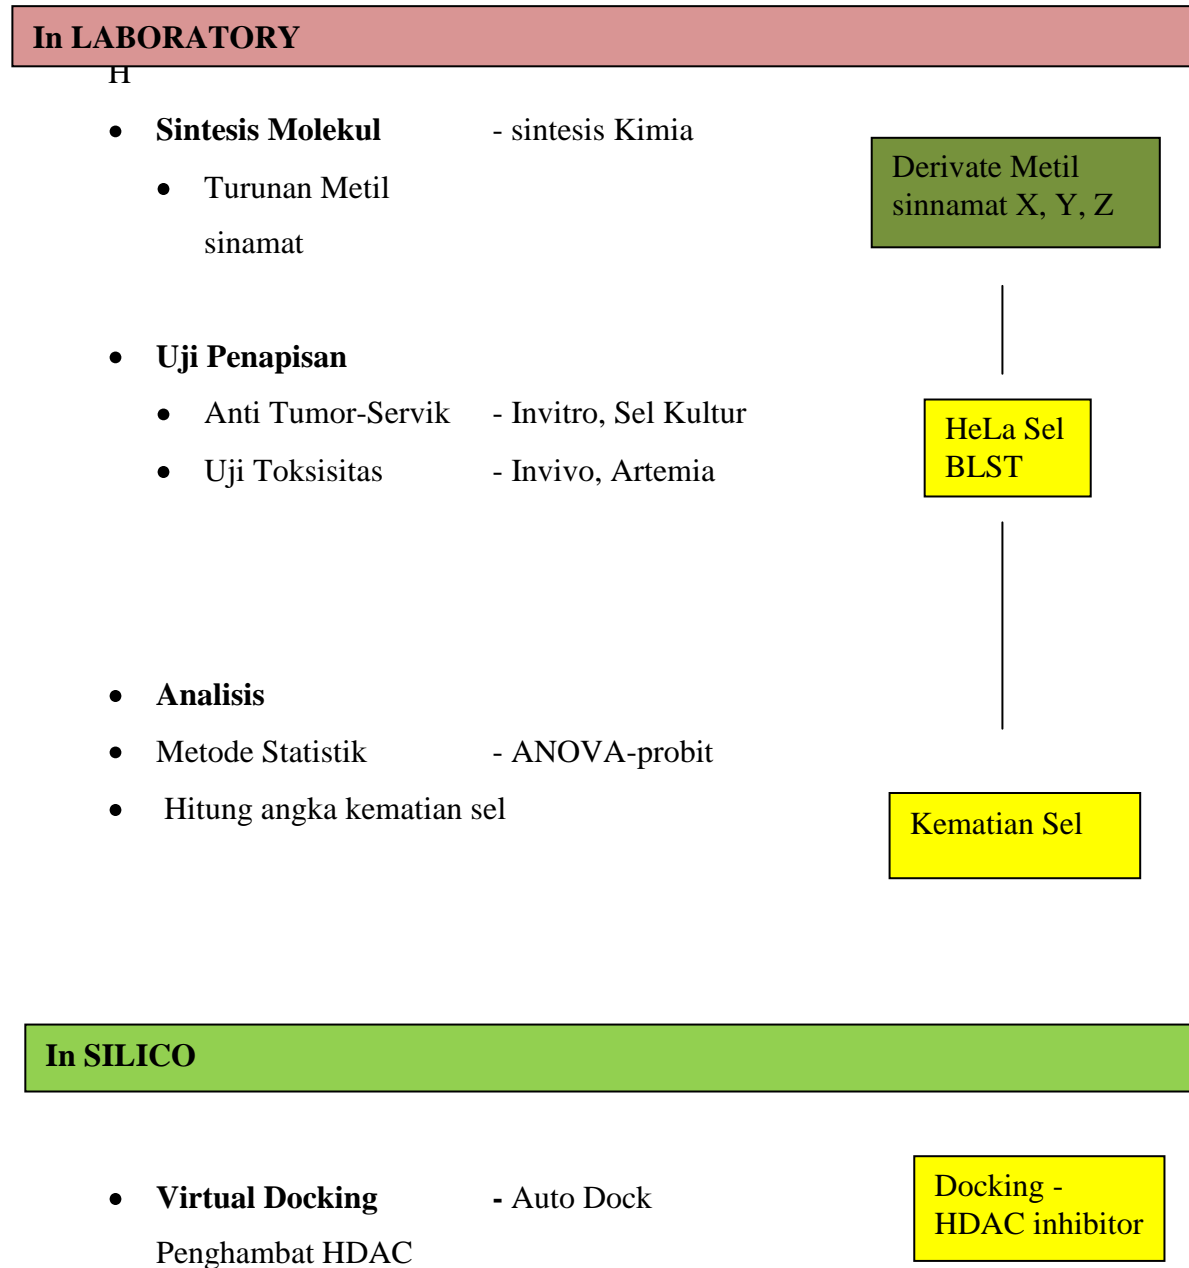 In LABORATORY
H
• Sintesis Molekul - sintesis Kimia
• Turunan Metil
sinamat
Derivate Metil
sinnamat X, Y, Z
• Uji Penapisan
• Anti Tumor-Servik - Invitro, Sel Kultur
• Uji Toksisitas - Invivo, Artemia
HeLa Sel
BLST
• Analisis
• Metode Statistik - ANOVA-probit
• Hitung angka kematian sel
Kematian Sel
In SILICO
• Virtual Docking - Auto Dock
Penghambat HDAC
Docking -
HDAC inhibitor